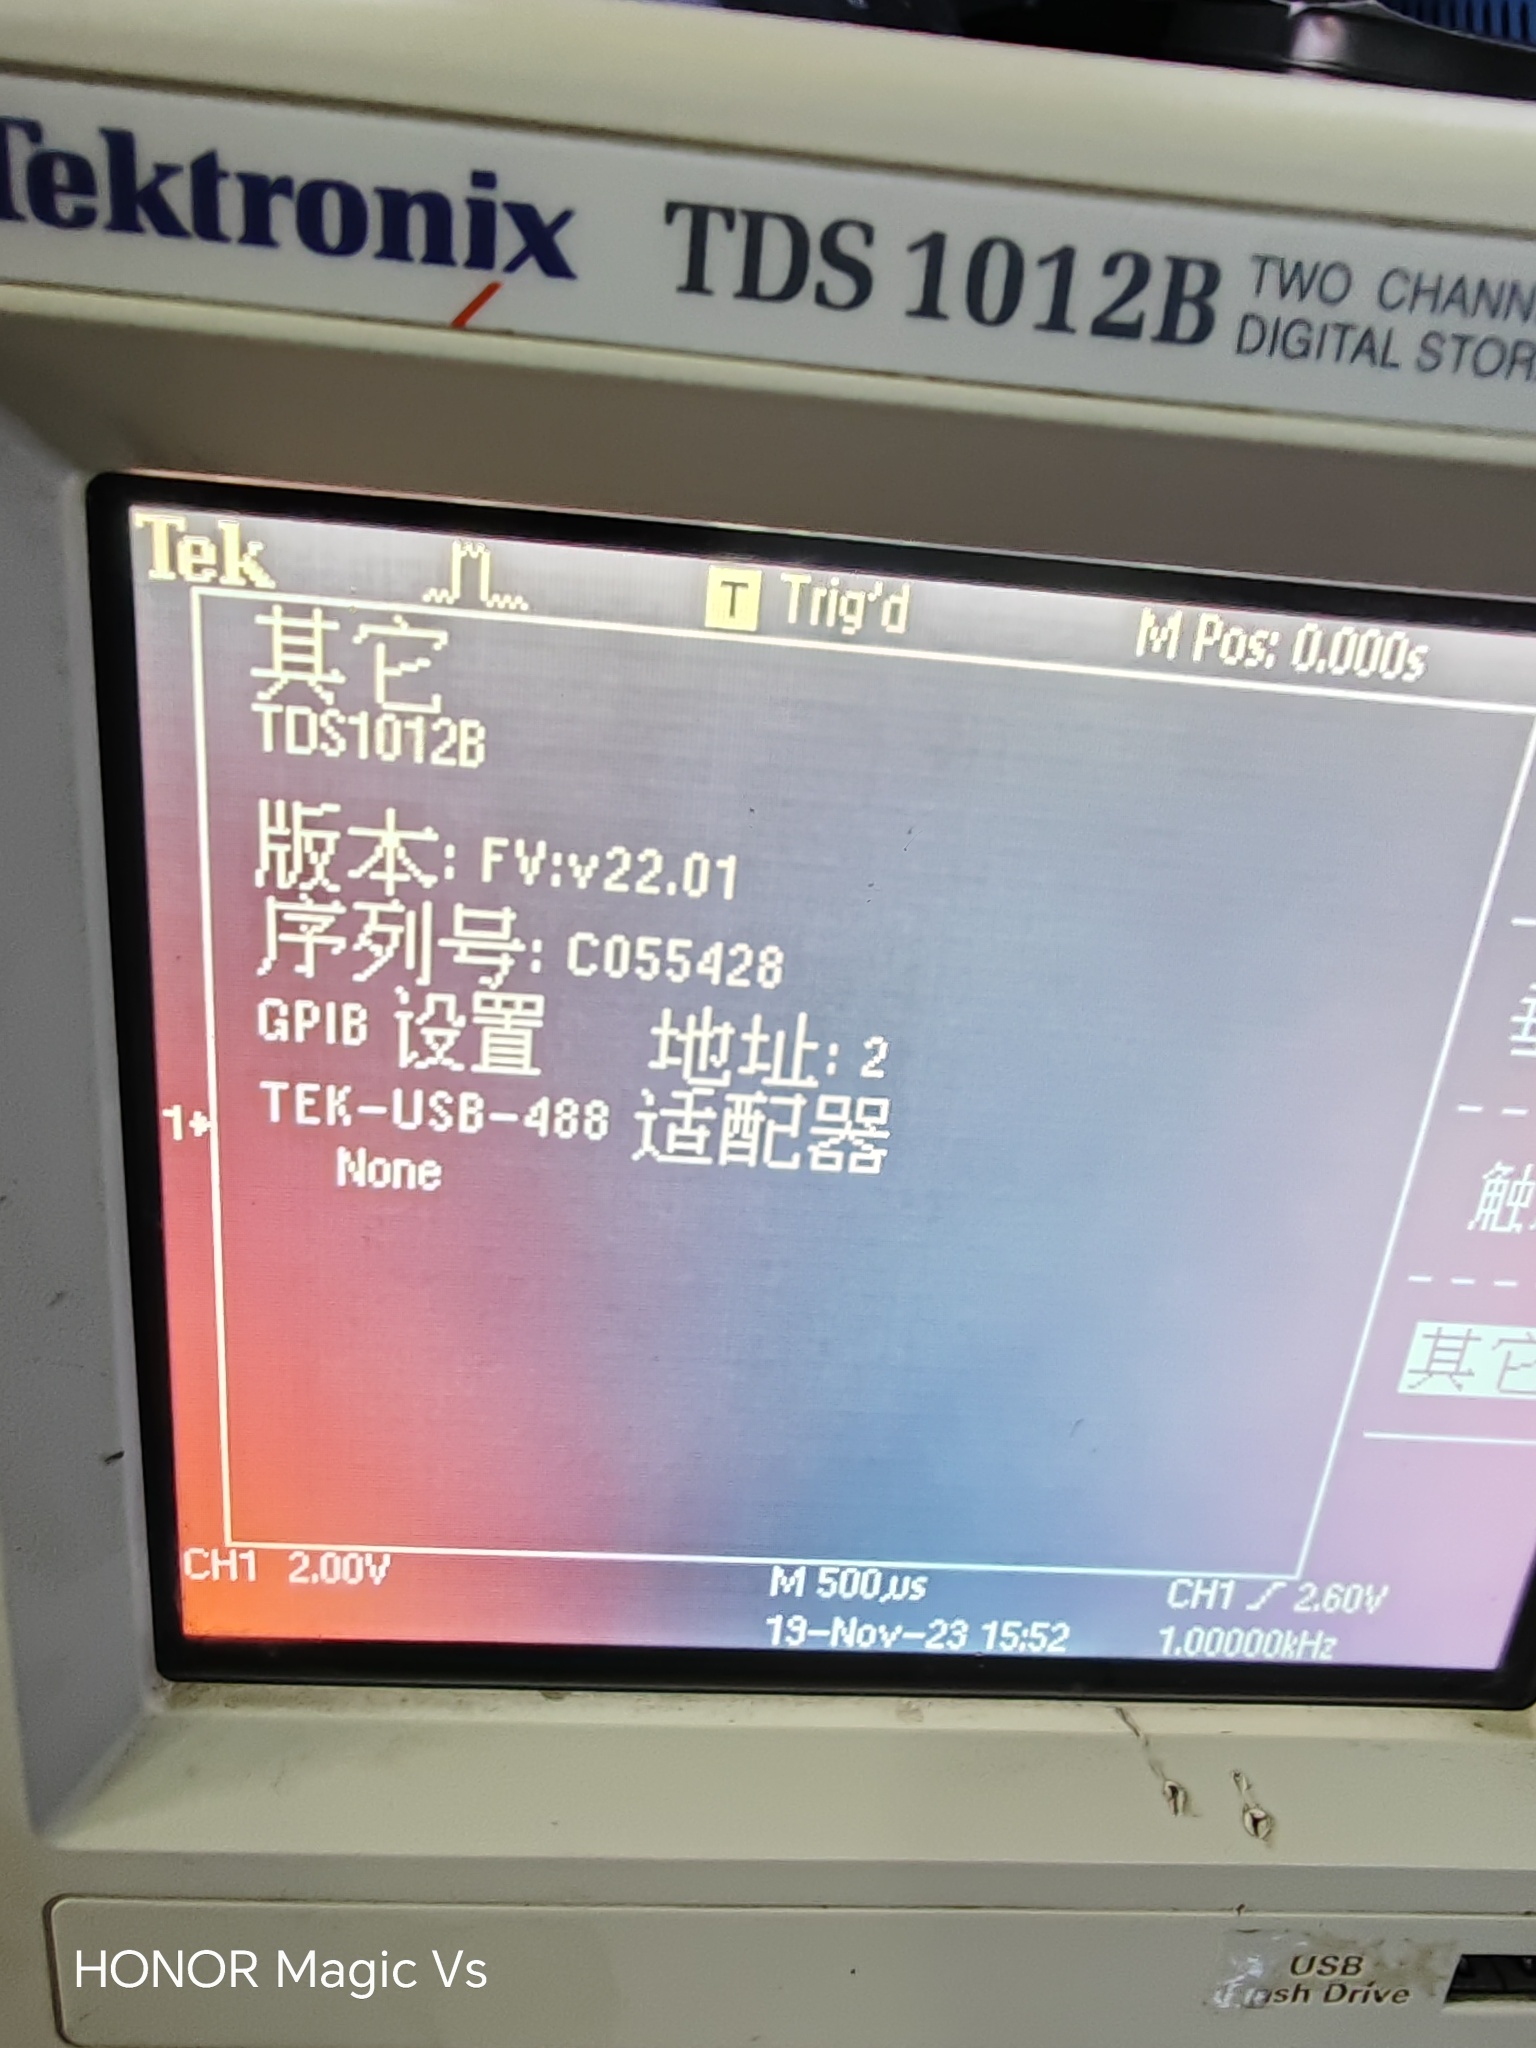 Tektronix TDS 1012B TWO CHANN
DIGITAL STOR
Tek T Trig'd M Pos: 0.000s
其它
TDS1012B
版本: FV:v22.01
序列号: C055428
GPIB 设置 地址: 2
TEK-USB-488 适配器
None
1
触
其它
CH1 2.00V M 500µs CH1 2.60V
19-Nov-23 15:52 1.00000kHz
USB
Flash Drive
HONOR Magic Vs